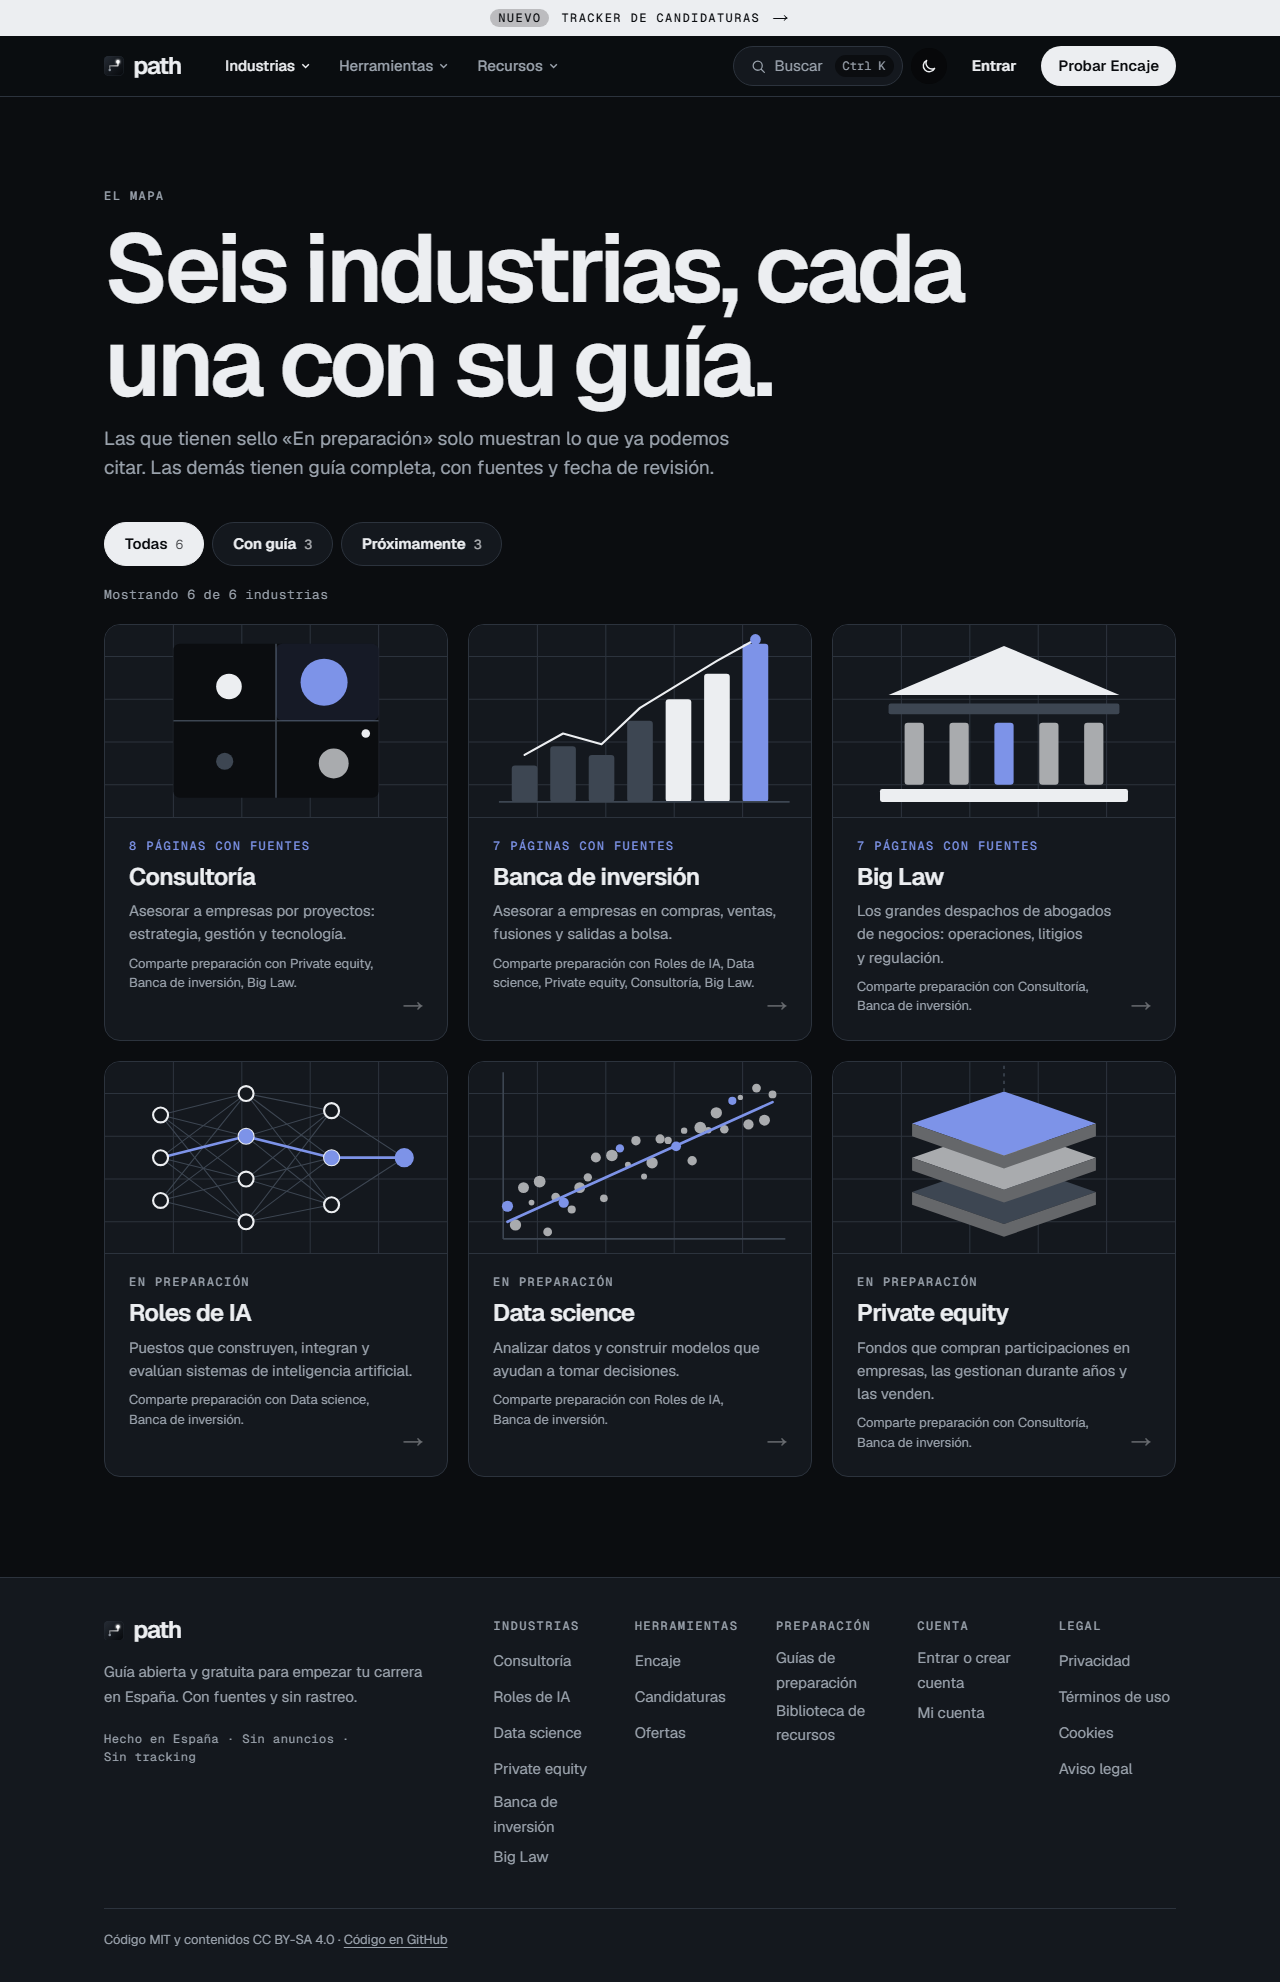 NUEVO TRACKER DE CANDIDATURAS →
path Industrias Herramientas Recursos Buscar Ctrl K Entrar Probar Encaje
EL MAPA
Seis industrias, cada
una con su guía.
Las que tienen sello «En preparación» solo muestran lo que ya podemos
citar. Las demás tienen guía completa, con fuentes y fecha de revisión.
Todas 6 Con guía 3 Próximamente 3
Mostrando 6 de 6 industrias
8 PÁGINAS CON FUENTES
Consultoría
Asesorar a empresas por proyectos:
estrategia, gestión y tecnología.
Comparte preparación con Private equity,
Banca de inversión, Big Law.
→
7 PÁGINAS CON FUENTES
Banca de inversión
Asesorar a empresas en compras, ventas,
fusiones y salidas a bolsa.
Comparte preparación con Roles de IA, Data
science, Private equity, Consultoría, Big Law.
→
7 PÁGINAS CON FUENTES
Big Law
Los grandes despachos de abogados
de negocios: operaciones, litigios
y regulación.
Comparte preparación con Consultoría,
Banca de inversión.
→
EN PREPARACIÓN
Roles de IA
Puestos que construyen, integran y
evalúan sistemas de inteligencia artificial.
Comparte preparación con Data science,
Banca de inversión.
→
EN PREPARACIÓN
Data science
Analizar datos y construir modelos que
ayudan a tomar decisiones.
Comparte preparación con Roles de IA,
Banca de inversión.
→
EN PREPARACIÓN
Private equity
Fondos que compran participaciones en
empresas, las gestionan durante años y
las venden.
Comparte preparación con Consultoría,
Banca de inversión.
→
path
Guía abierta y gratuita para empezar tu carrera
en España. Con fuentes y sin rastreo.
Hecho en España · Sin anuncios ·
Sin tracking
INDUSTRIAS
Consultoría
Roles de IA
Data science
Private equity
Banca de
inversión
Big Law
HERRAMIENTAS
Encaje
Candidaturas
Ofertas
PREPARACIÓN
Guías de
preparación
Biblioteca de
recursos
CUENTA
Entrar o crear
cuenta
Mi cuenta
LEGAL
Privacidad
Términos de uso
Cookies
Aviso legal
Código MIT y contenidos CC BY-SA 4.0 · Código en GitHub